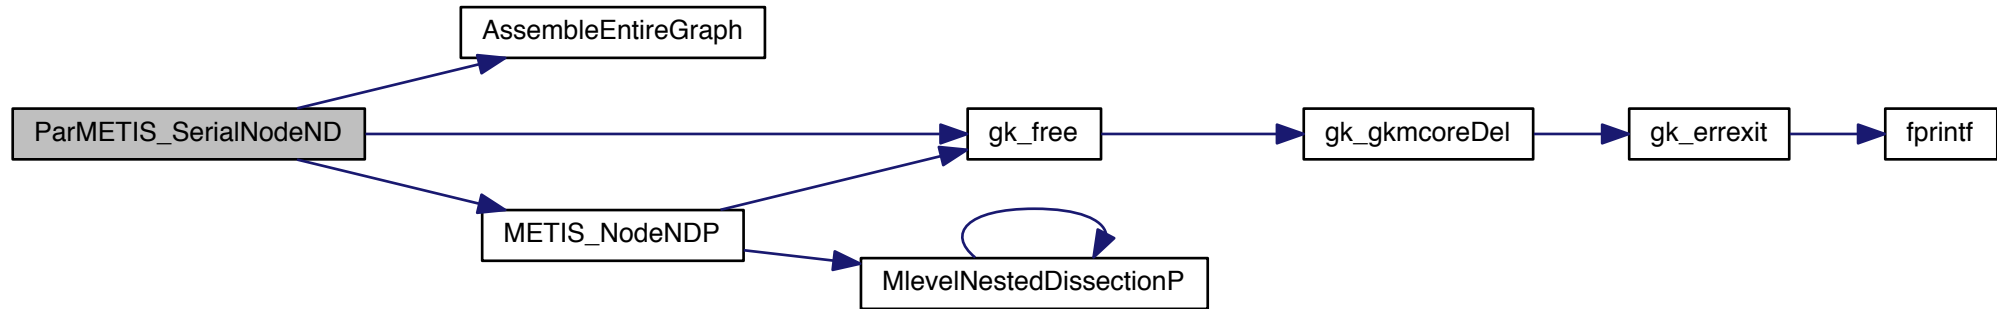 AssembleEntireGraph
ParMETIS_SerialNodeND
gk_free
gk_gkmcoreDel
gk_errexit
fprintf
METIS_NodeNDP
MlevelNestedDissectionP